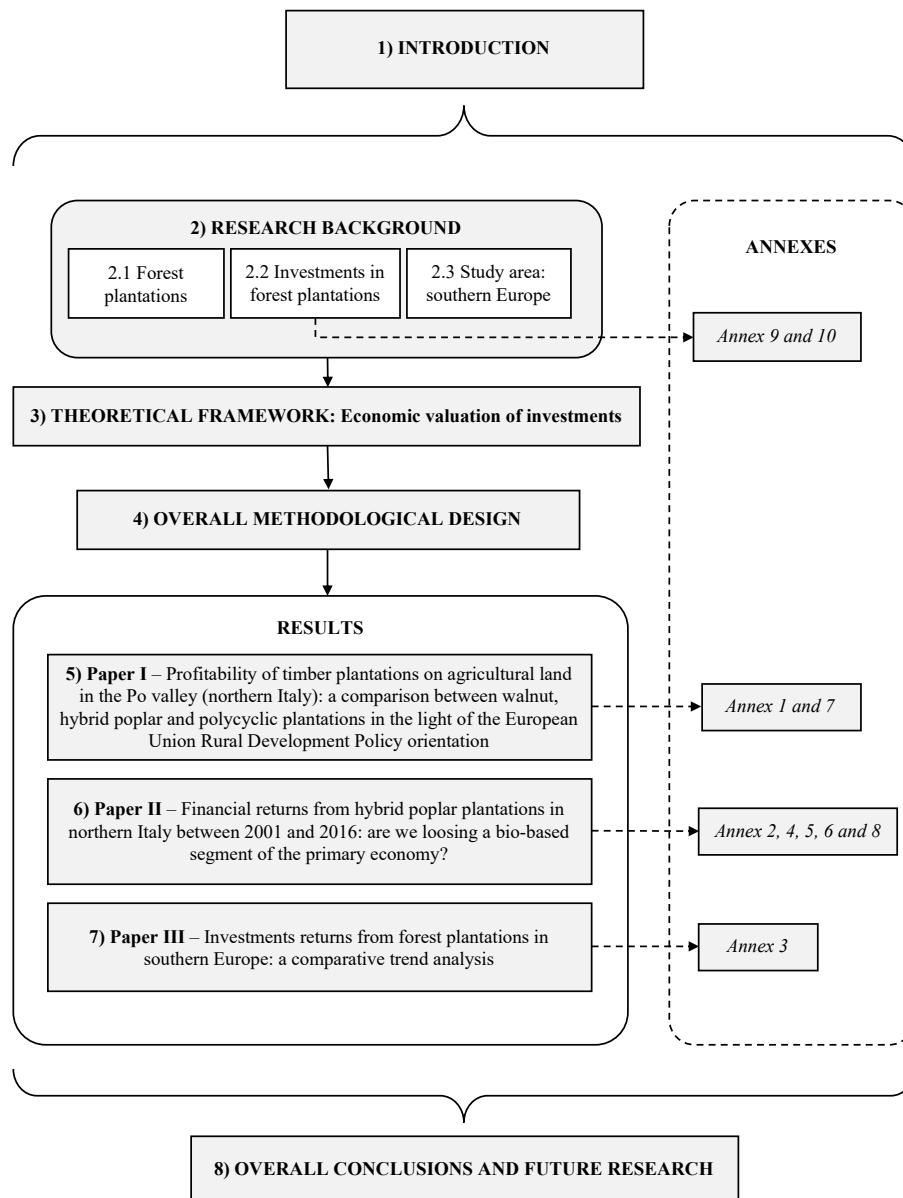 1) INTRODUCTION
2) RESEARCH BACKGROUND
2.1 Forest
plantations
2.2 Investments in
forest plantations
2.3 Study area:
southern Europe
ANNEXES
Annex 9 and 10
3) THEORETICAL FRAMEWORK: Economic valuation of investments
4) OVERALL METHODOLOGICAL DESIGN
RESULTS
5) Paper I – Profitability of timber plantations on agricultural land
in the Po valley (northern Italy): a comparison between walnut,
hybrid poplar and polycyclic plantations in the light of the European
Union Rural Development Policy orientation
Annex 1 and 7
6) Paper II – Financial returns from hybrid poplar plantations in
northern Italy between 2001 and 2016: are we loosing a bio-based
segment of the primary economy?
Annex 2, 4, 5, 6 and 8
7) Paper III – Investments returns from forest plantations in
southern Europe: a comparative trend analysis
Annex 3
8) OVERALL CONCLUSIONS AND FUTURE RESEARCH